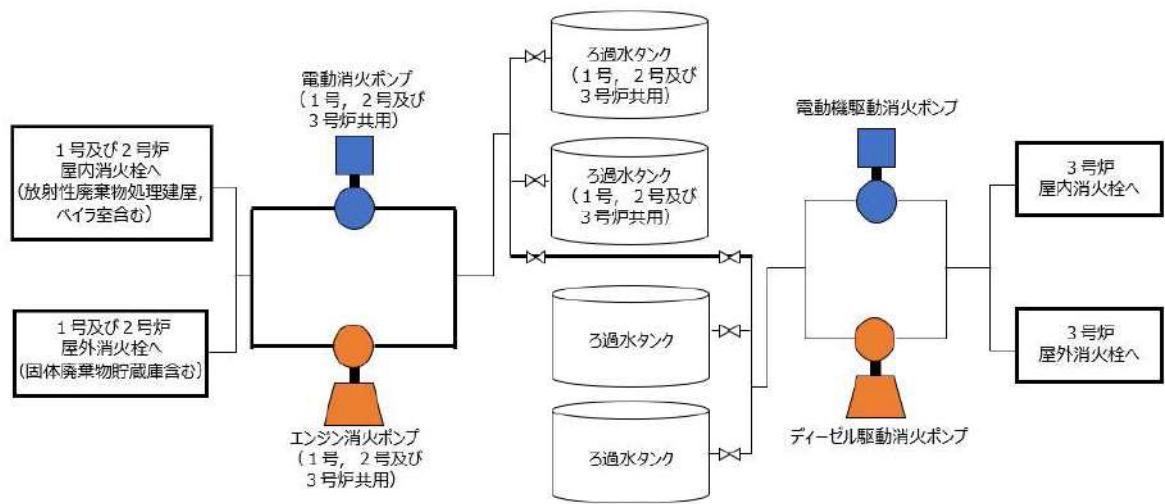 電動消火ポンプ
(1号,2号及び
3号炉共用)
1号及び2号炉
屋内消火栓へ
(放射性廃棄物処理建屋,
ベイラ室含む)
1号及び2号炉
屋外消火栓へ
(固体廃棄物貯蔵庫含む)
エンジン消火ポンプ
(1号,2号及び
3号炉共用)
ろ過水タンク
(1号,2号及び
3号炉共用)
ろ過水タンク
(1号,2号及び
3号炉共用)
ろ過水タンク
ろ過水タンク
電動機駆動消火ポンプ
ディーゼル駆動消火ポンプ
3号炉
屋内消火栓へ
3号炉
屋外消火栓へ